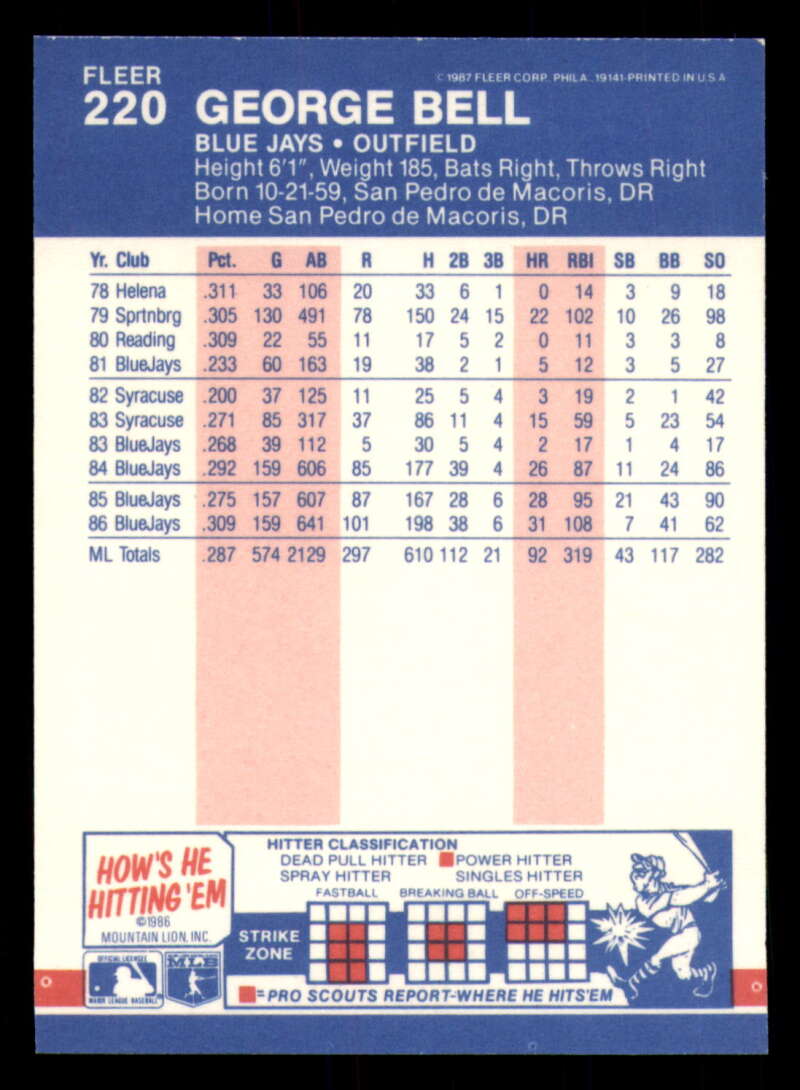 FLEER
© 1987 FLEER CORP. PHILA., 19141-PRINTED IN U.S.A
220 GEORGE BELL
BLUE JAYS • OUTFIELD
Height 6'1", Weight 185, Bats Right, Throws Right
Born 10-21-59, San Pedro de Macoris, DR
Home San Pedro de Macoris, DR
Yr. Club Pct. G AB R H 2B 3B HR RBI SB BB SO
78 Helena .311 33 106 20 33 6 1 0 14 3 9 18
79 Sprtnbrg .305 130 491 78 150 24 15 22 102 10 26 98
80 Reading .309 22 55 11 17 5 2 0 11 3 3 8
81 BlueJays .233 60 163 19 38 2 1 5 12 3 5 27
82 Syracuse .200 37 125 11 25 5 4 3 19 2 1 42
83 Syracuse .271 85 317 37 86 11 4 15 59 5 23 54
83 BlueJays .268 39 112 5 30 5 4 2 17 1 4 17
84 BlueJays .292 159 606 85 177 39 4 26 87 11 24 86
85 BlueJays .275 157 607 87 167 28 6 28 95 21 43 90
86 BlueJays .309 159 641 101 198 38 6 31 108 7 41 62
ML Totals .287 574 2129 297 610 112 21 92 319 43 117 282
HOW'S HE
HITTING 'EM
©1986
MOUNTAIN LION, INC.
HITTER CLASSIFICATION
DEAD PULL HITTER POWER HITTER
SPRAY HITTER SINGLES HITTER
FASTBALL BREAKING BALL OFF-SPEED
STRIKE
ZONE
=PRO SCOUTS REPORT-WHERE HE HITS'EM
OFFICIAL LICENSEE
MAJOR LEAGUE BASEBALL
MLB